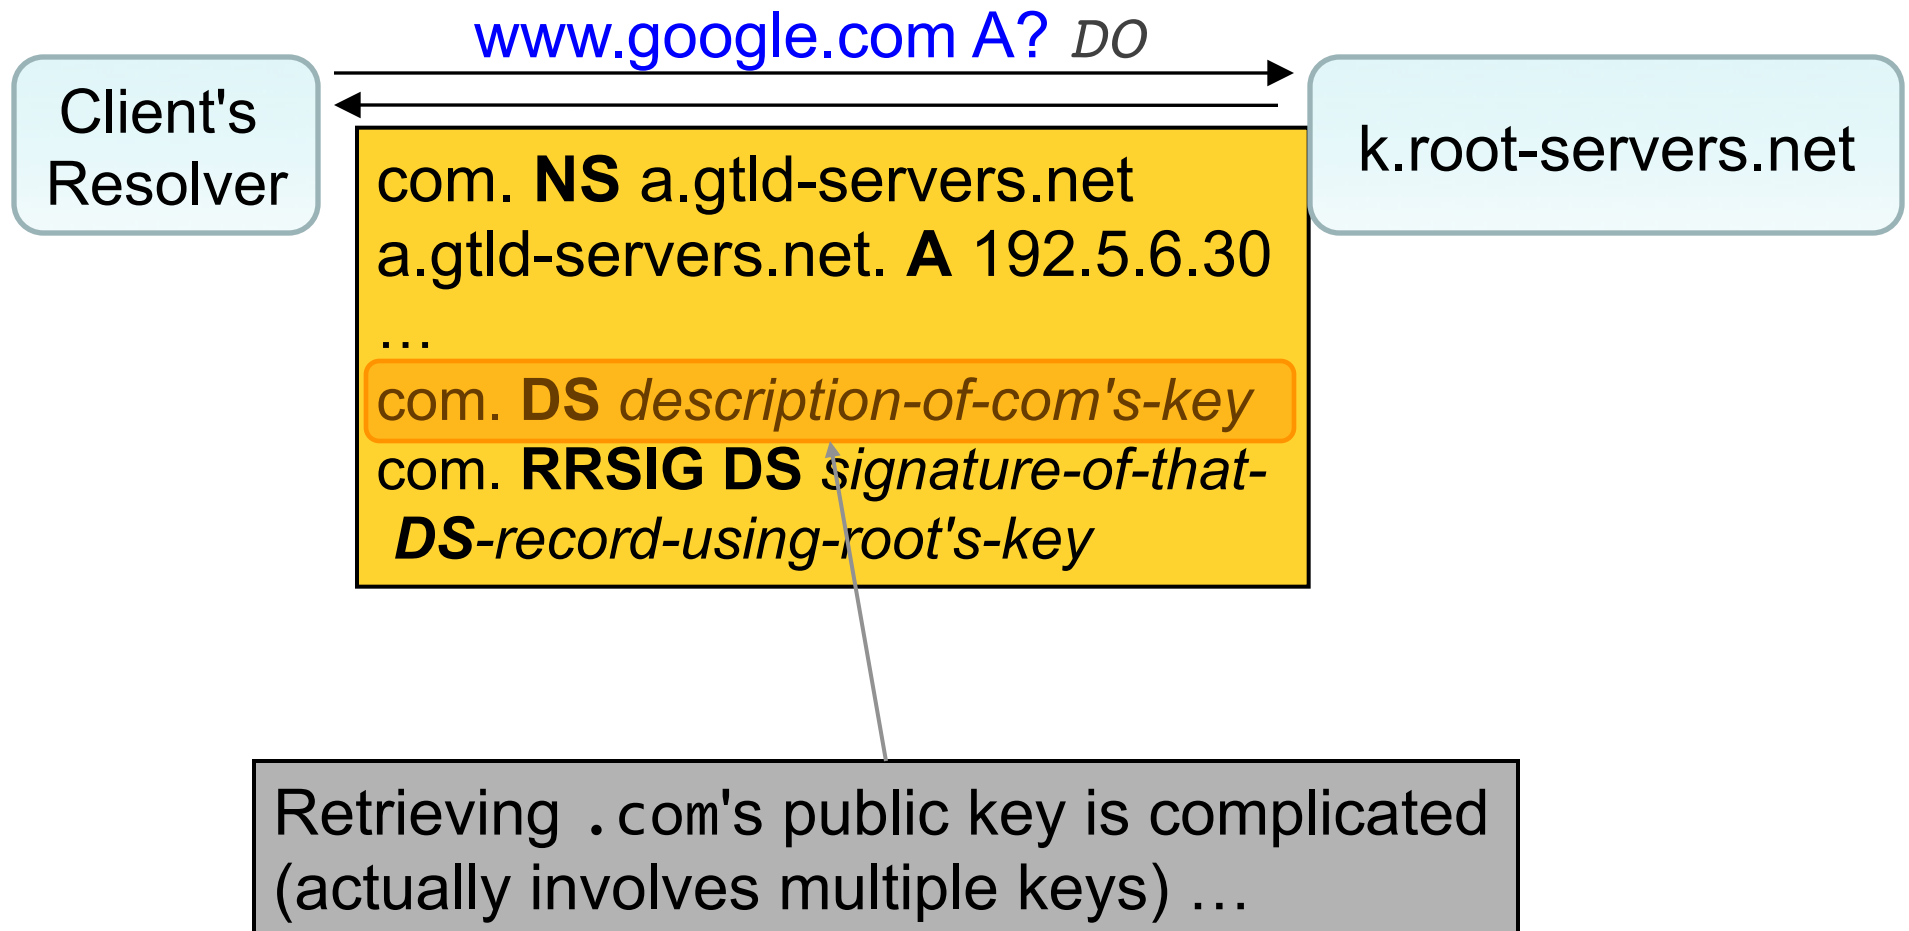 www.google.com A? DO
Client's
Resolver
k.root-servers.net
com. NS a.gtld-servers.net
a.gtld-servers.net. A 192.5.6.30
…
com. DS description-of-com's-key
com. RRSIG DS signature-of-that-
DS-record-using-root's-key
Retrieving .com's public key is complicated
(actually involves multiple keys) …